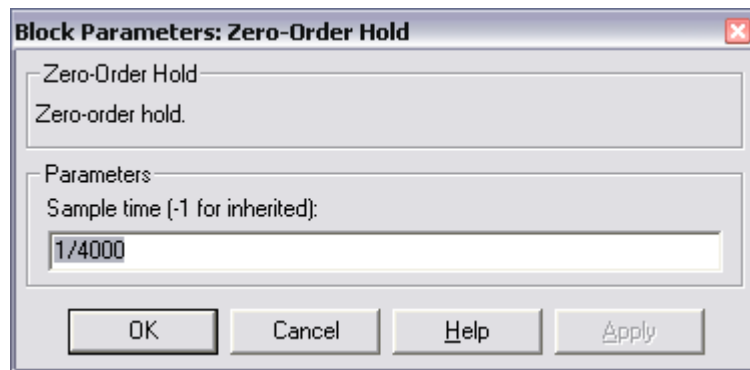 Block Parameters: Zero-Order Hold
Zero-Order Hold
Zero-order hold.
Parameters
Sample time (-1 for inherited):
1/4000
OK Cancel Help Apply